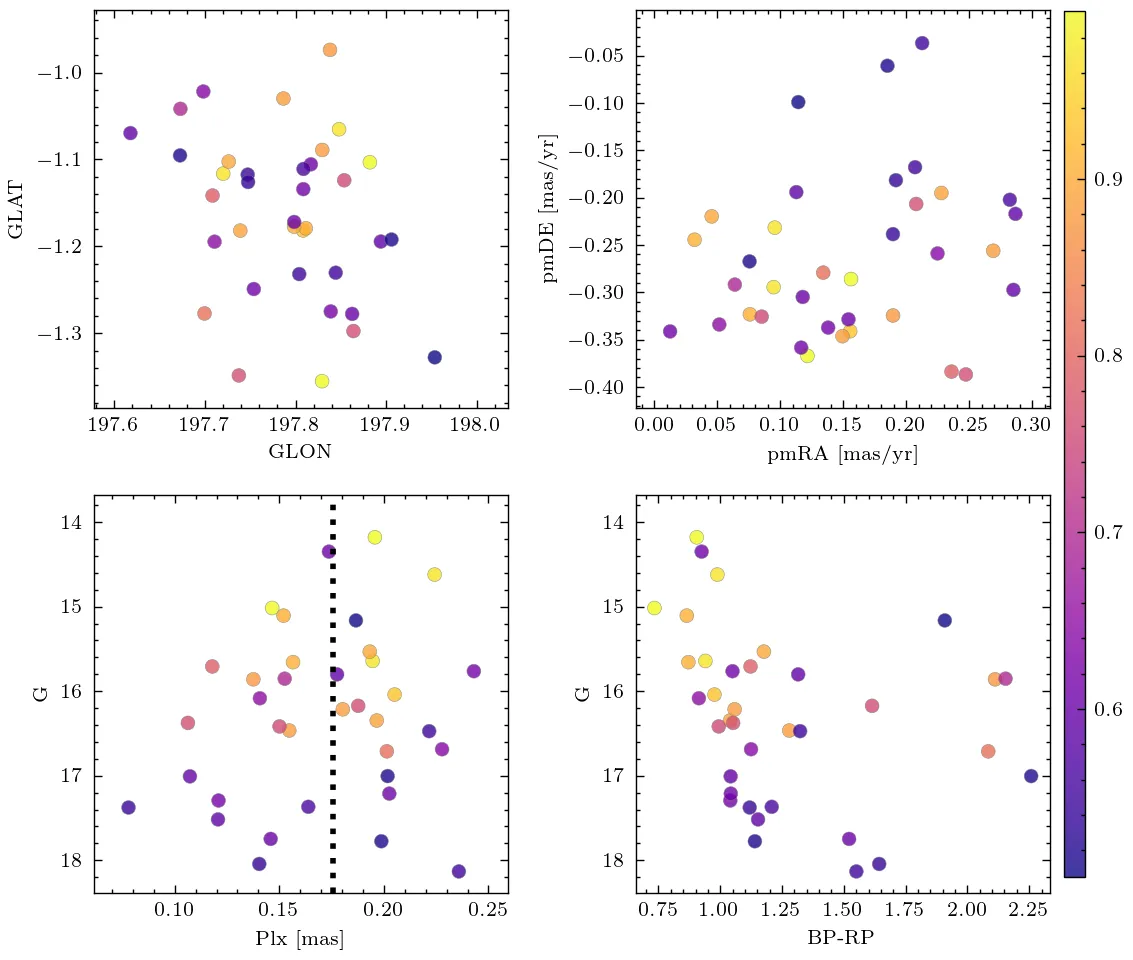 −1.0
−1.1
−1.2
−1.3
GLAT
197.6 197.7 197.8 197.9 198.0
GLON
−0.05
−0.10
−0.15
−0.20
−0.25
−0.30
−0.35
−0.40
pmDE [mas/yr]
0.00 0.05 0.10 0.15 0.20 0.25 0.30
pmRA [mas/yr]
0.9
0.8
0.7
0.6
14
15
16
17
18
G
0.10 0.15 0.20 0.25
Plx [mas]
14
15
16
17
18
G
0.75 1.00 1.25 1.50 1.75 2.00 2.25
BP-RP